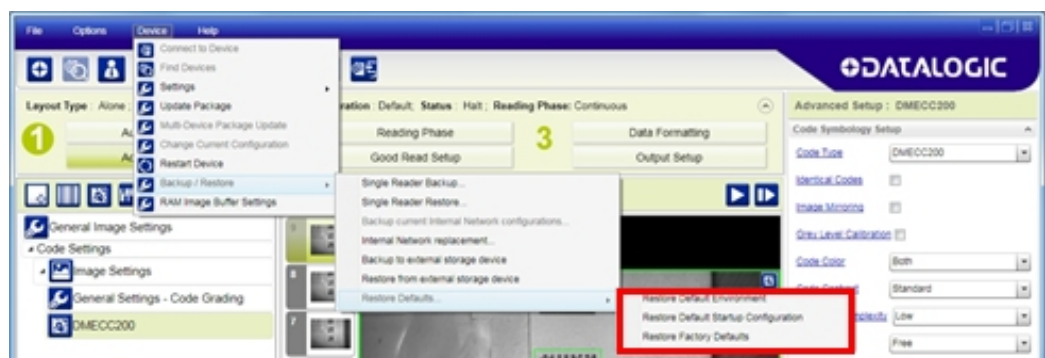 File Options Device Help
DATALOGIC
Connect to Device
Find Devices
Settings
Update Package
Multi-Device Package Update
Change Current Configuration
Restart Device
Backup / Restore
RAM Image Buffer Settings
Layout Type : Alone ;
ration : Default; Status : Halt ; Reading Phase: Continuous
1
Reading Phase
Good Read Setup
3
Data Formatting
Output Setup
Single Reader Backup...
Single Reader Restore...
Backup current Internal Network configurations...
Internal Network replacement...
Backup to external storage device
Restore from external storage device
Restore Defaults...
Restore Default Environment
Restore Default Startup Configuration
Restore Factory Defaults
General Image Settings
Code Settings
Image Settings
General Settings - Code Grading
DMECC200
Advanced Setup : DMECC200
Code Symbology Setup
Code Type DMECC200
Identical Codes
Image Mirroring
Grey Level Calibration
Code Color Both
Standard
Low
Free